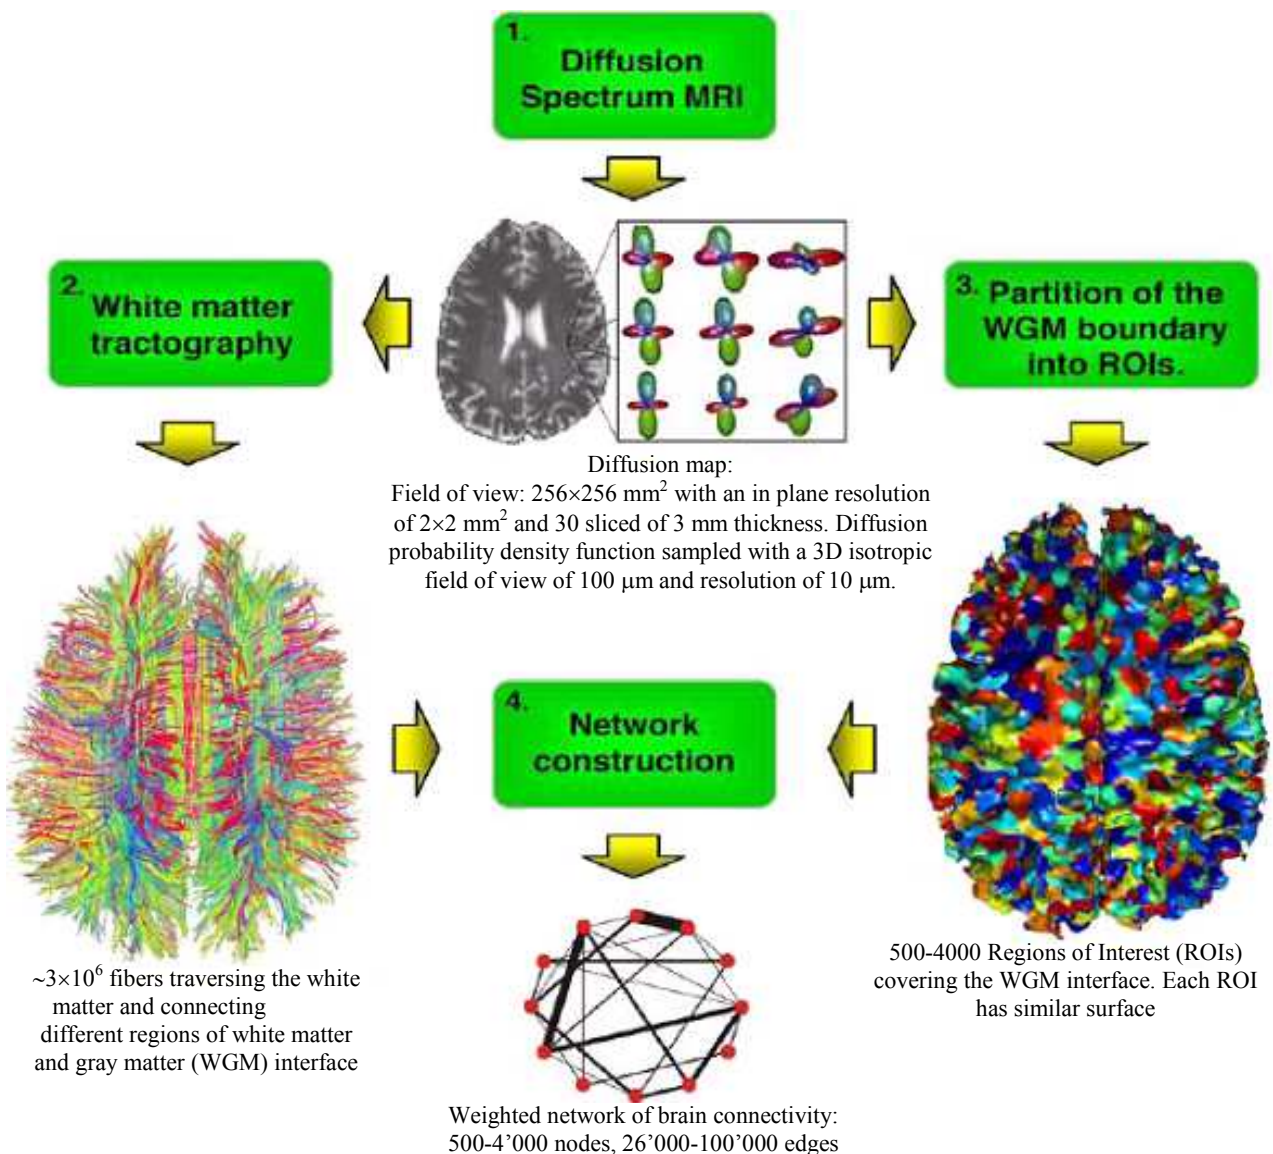 1.
Diffusion
Spectrum MRI
2.
White matter
tractography
3.
Partition of the
WGM boundary
into ROIs.
Diffusion map:
Field of view: 256×256 mm² with an in plane resolution
of 2×2 mm² and 30 sliced of 3 mm thickness. Diffusion
probability density function sampled with a 3D isotropic
field of view of 100 μm and resolution of 10 μm.
4.
Network
construction
~3×10⁶ fibers traversing the white
matter and connecting
different regions of white matter
and gray matter (WGM) interface
500-4000 Regions of Interest (ROIs)
covering the WGM interface. Each ROI
has similar surface
Weighted network of brain connectivity:
500-4’000 nodes, 26’000-100’000 edges